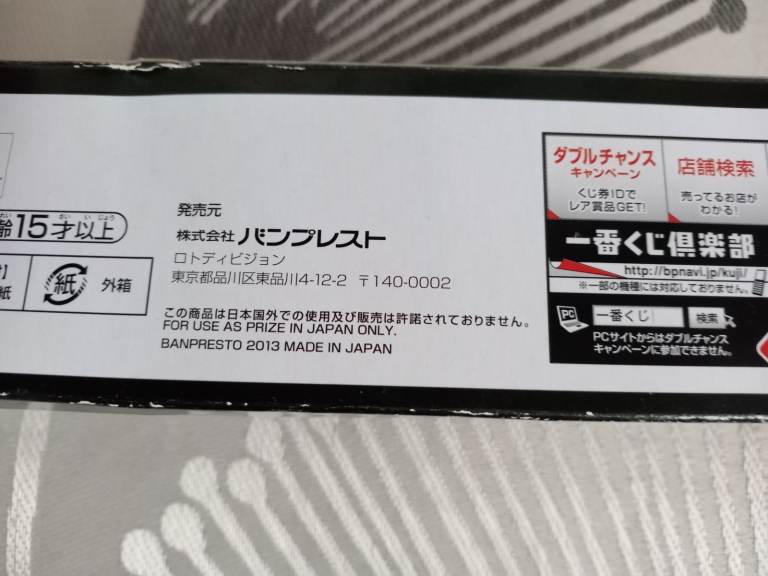 齢15才以上
紙
紙
外箱
発売元
株式会社 バンプレスト
ロトディビジョン
東京都品川区東品川4-12-2 〒140-0002
この商品は日本国外での使用及び販売は許諾されておりません。
FOR USE AS PRIZE IN JAPAN ONLY.
BANPRESTO 2013 MADE IN JAPAN
ダブルチャンス
キャンペーン
くじ券IDで
レア賞品GET!
店舗検索
売ってるお店が
わかる!
一番くじ倶楽部
http://bpnavi.jp/kuji/
※一部の機種には対応しておりません。
PC
一番くじ
検索
PCサイトからはダブルチャンス
キャンペーンに参加できません。